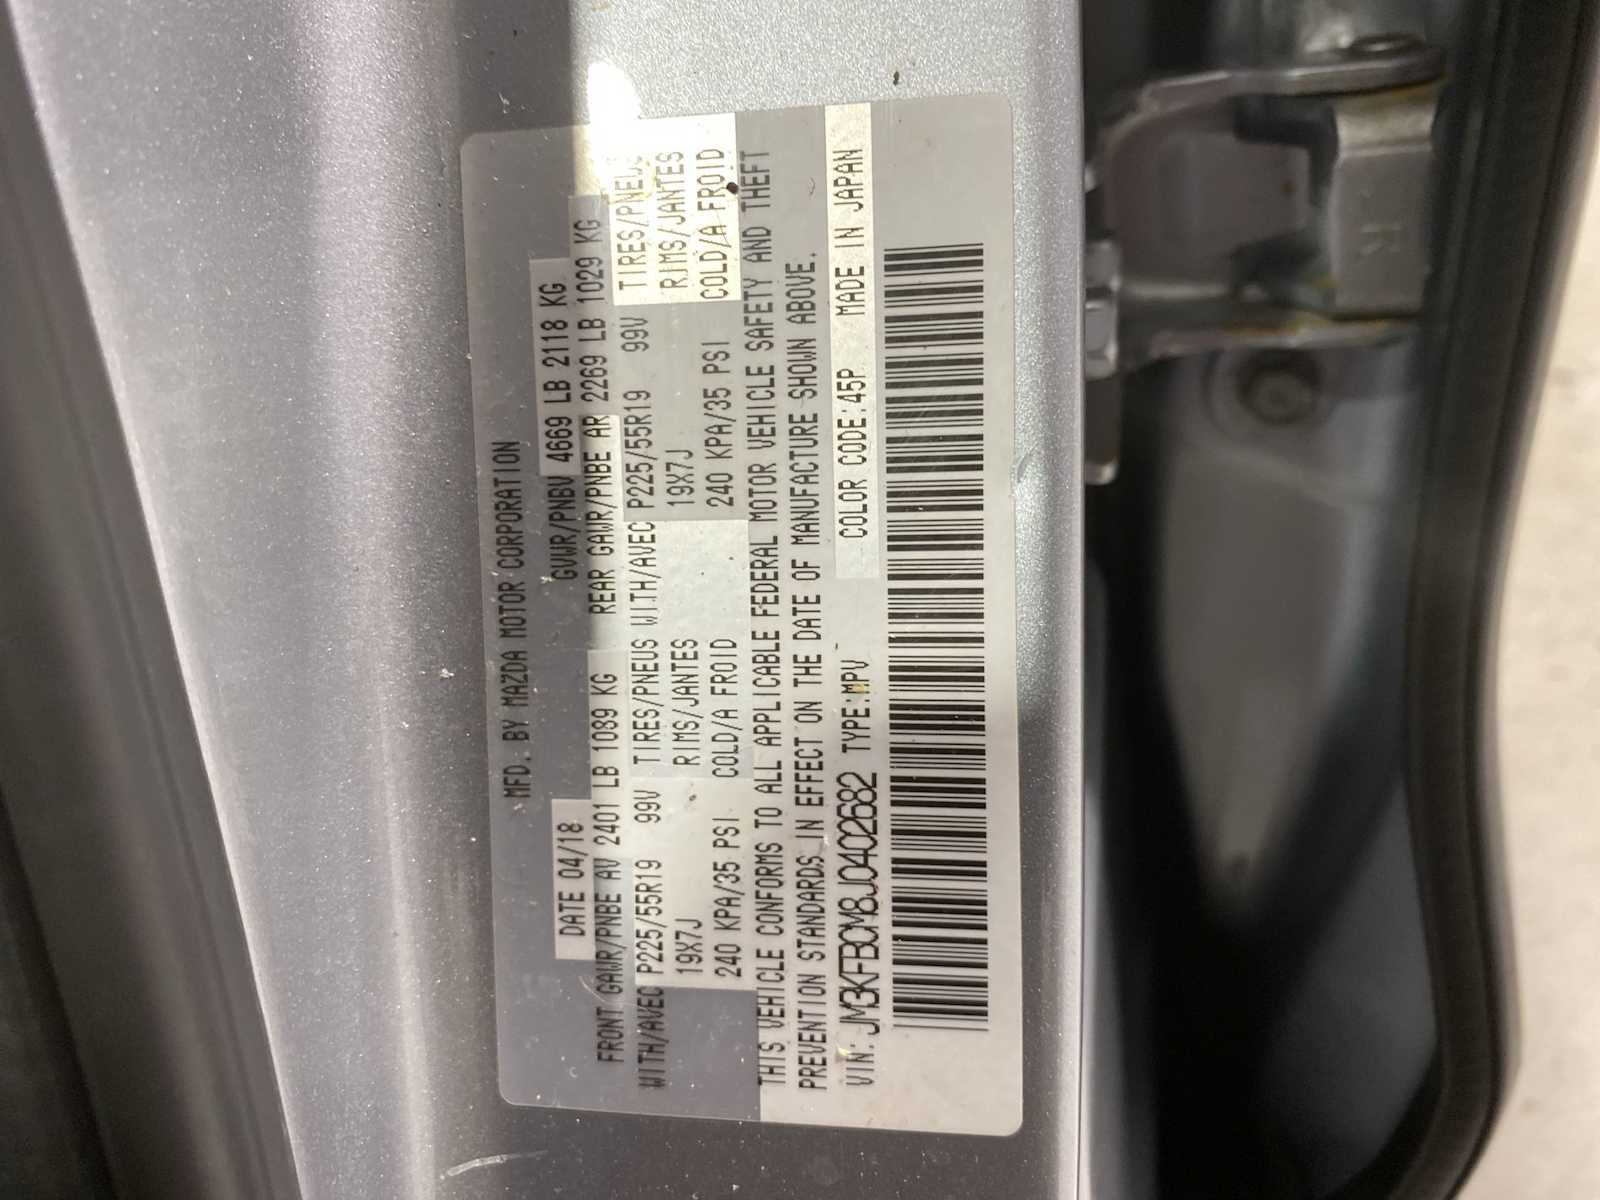 MFD. BY MAZDA MOTOR CORPORATION
DATE 04/18 GVWR/PNBV 4669 LB 2118 KG
FRONT GAWR/PNBE AV 2401 LB 1089 KG REAR GAWR/PNBE AR 2269 LB 1029 KG
WITH/AVEC P225/55R19 99V TIRES/PNEUS WITH/AVEC P225/55R19 99V TIRES/PNEUS
19X7J RIMS/JANTES 19X7J RIMS/JANTES
240 KPA/35 PSI COLD/A FROID 240 KPA/35 PSI COLD/A FROID
THIS VEHICLE CONFORMS TO ALL APPLICABLE FEDERAL MOTOR VEHICLE SAFETY AND THEFT
PREVENTION STANDARDS IN EFFECT ON THE DATE OF MANUFACTURE SHOWN ABOVE.
VIN: JM3KFBCM8J0402682 TYPE:MPV COLOR CODE:45P MADE IN JAPAN
R